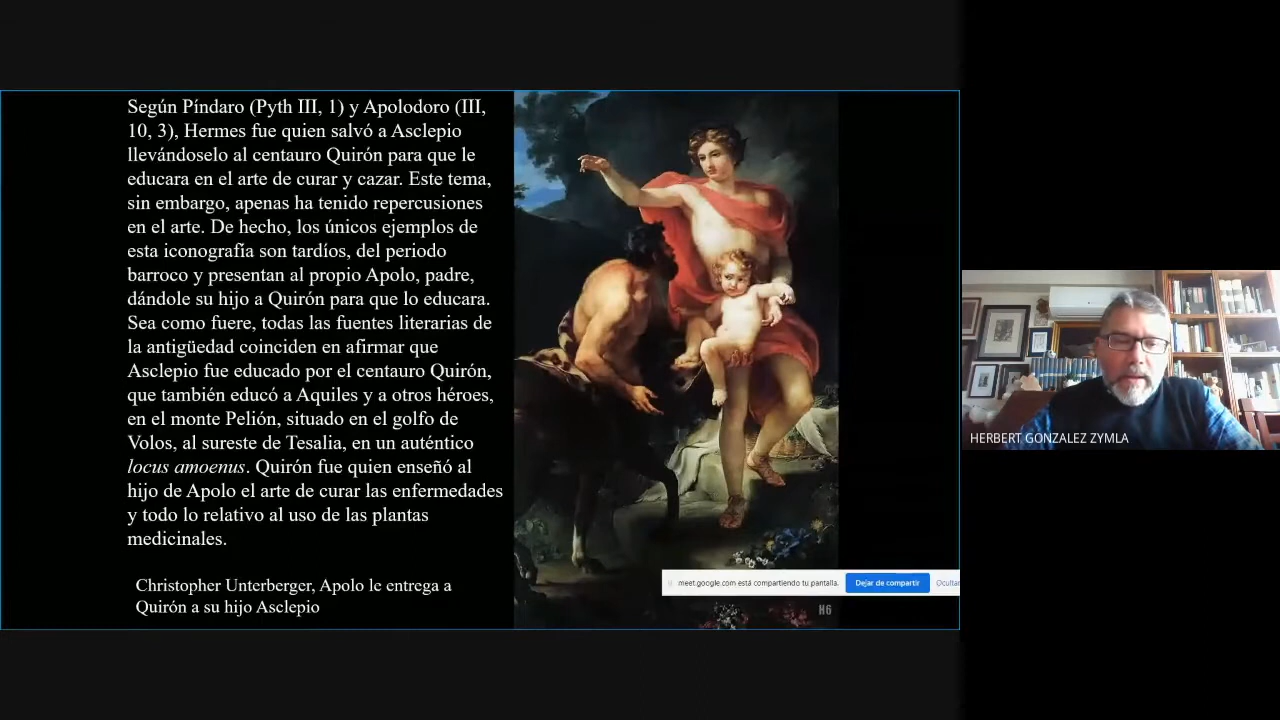 Según Píndaro (Pyth III, 1) y Apolodoro (III,
10, 3), Hermes fue quien salvó a Asclepio
llevándoselo al centauro Quirón para que le
educara en el arte de curar y cazar. Este tema,
sin embargo, apenas ha tenido repercusiones
en el arte. De hecho, los únicos ejemplos de
esta iconografía son tardíos, del periodo
barroco y presentan al propio Apolo, padre,
dándole su hijo a Quirón para que lo educara.
Sea como fuere, todas las fuentes literarias de
la antigüedad coinciden en afirmar que
Asclepio fue educado por el centauro Quirón,
que también educó a Aquiles y a otros héroes,
en el monte Pelión, situado en el golfo de
Volos, al sureste de Tesalia, en un auténtico
locus amoenus. Quirón fue quien enseñó al
hijo de Apolo el arte de curar las enfermedades
y todo lo relativo al uso de las plantas
medicinales.
Christopher Unterberger, Apolo le entrega a
Quirón a su hijo Asclepio
meet.google.com está compartiendo tu pantalla.
Dejar de compartir
Ocultar
N6
HERBERT GONZALEZ ZYMLA